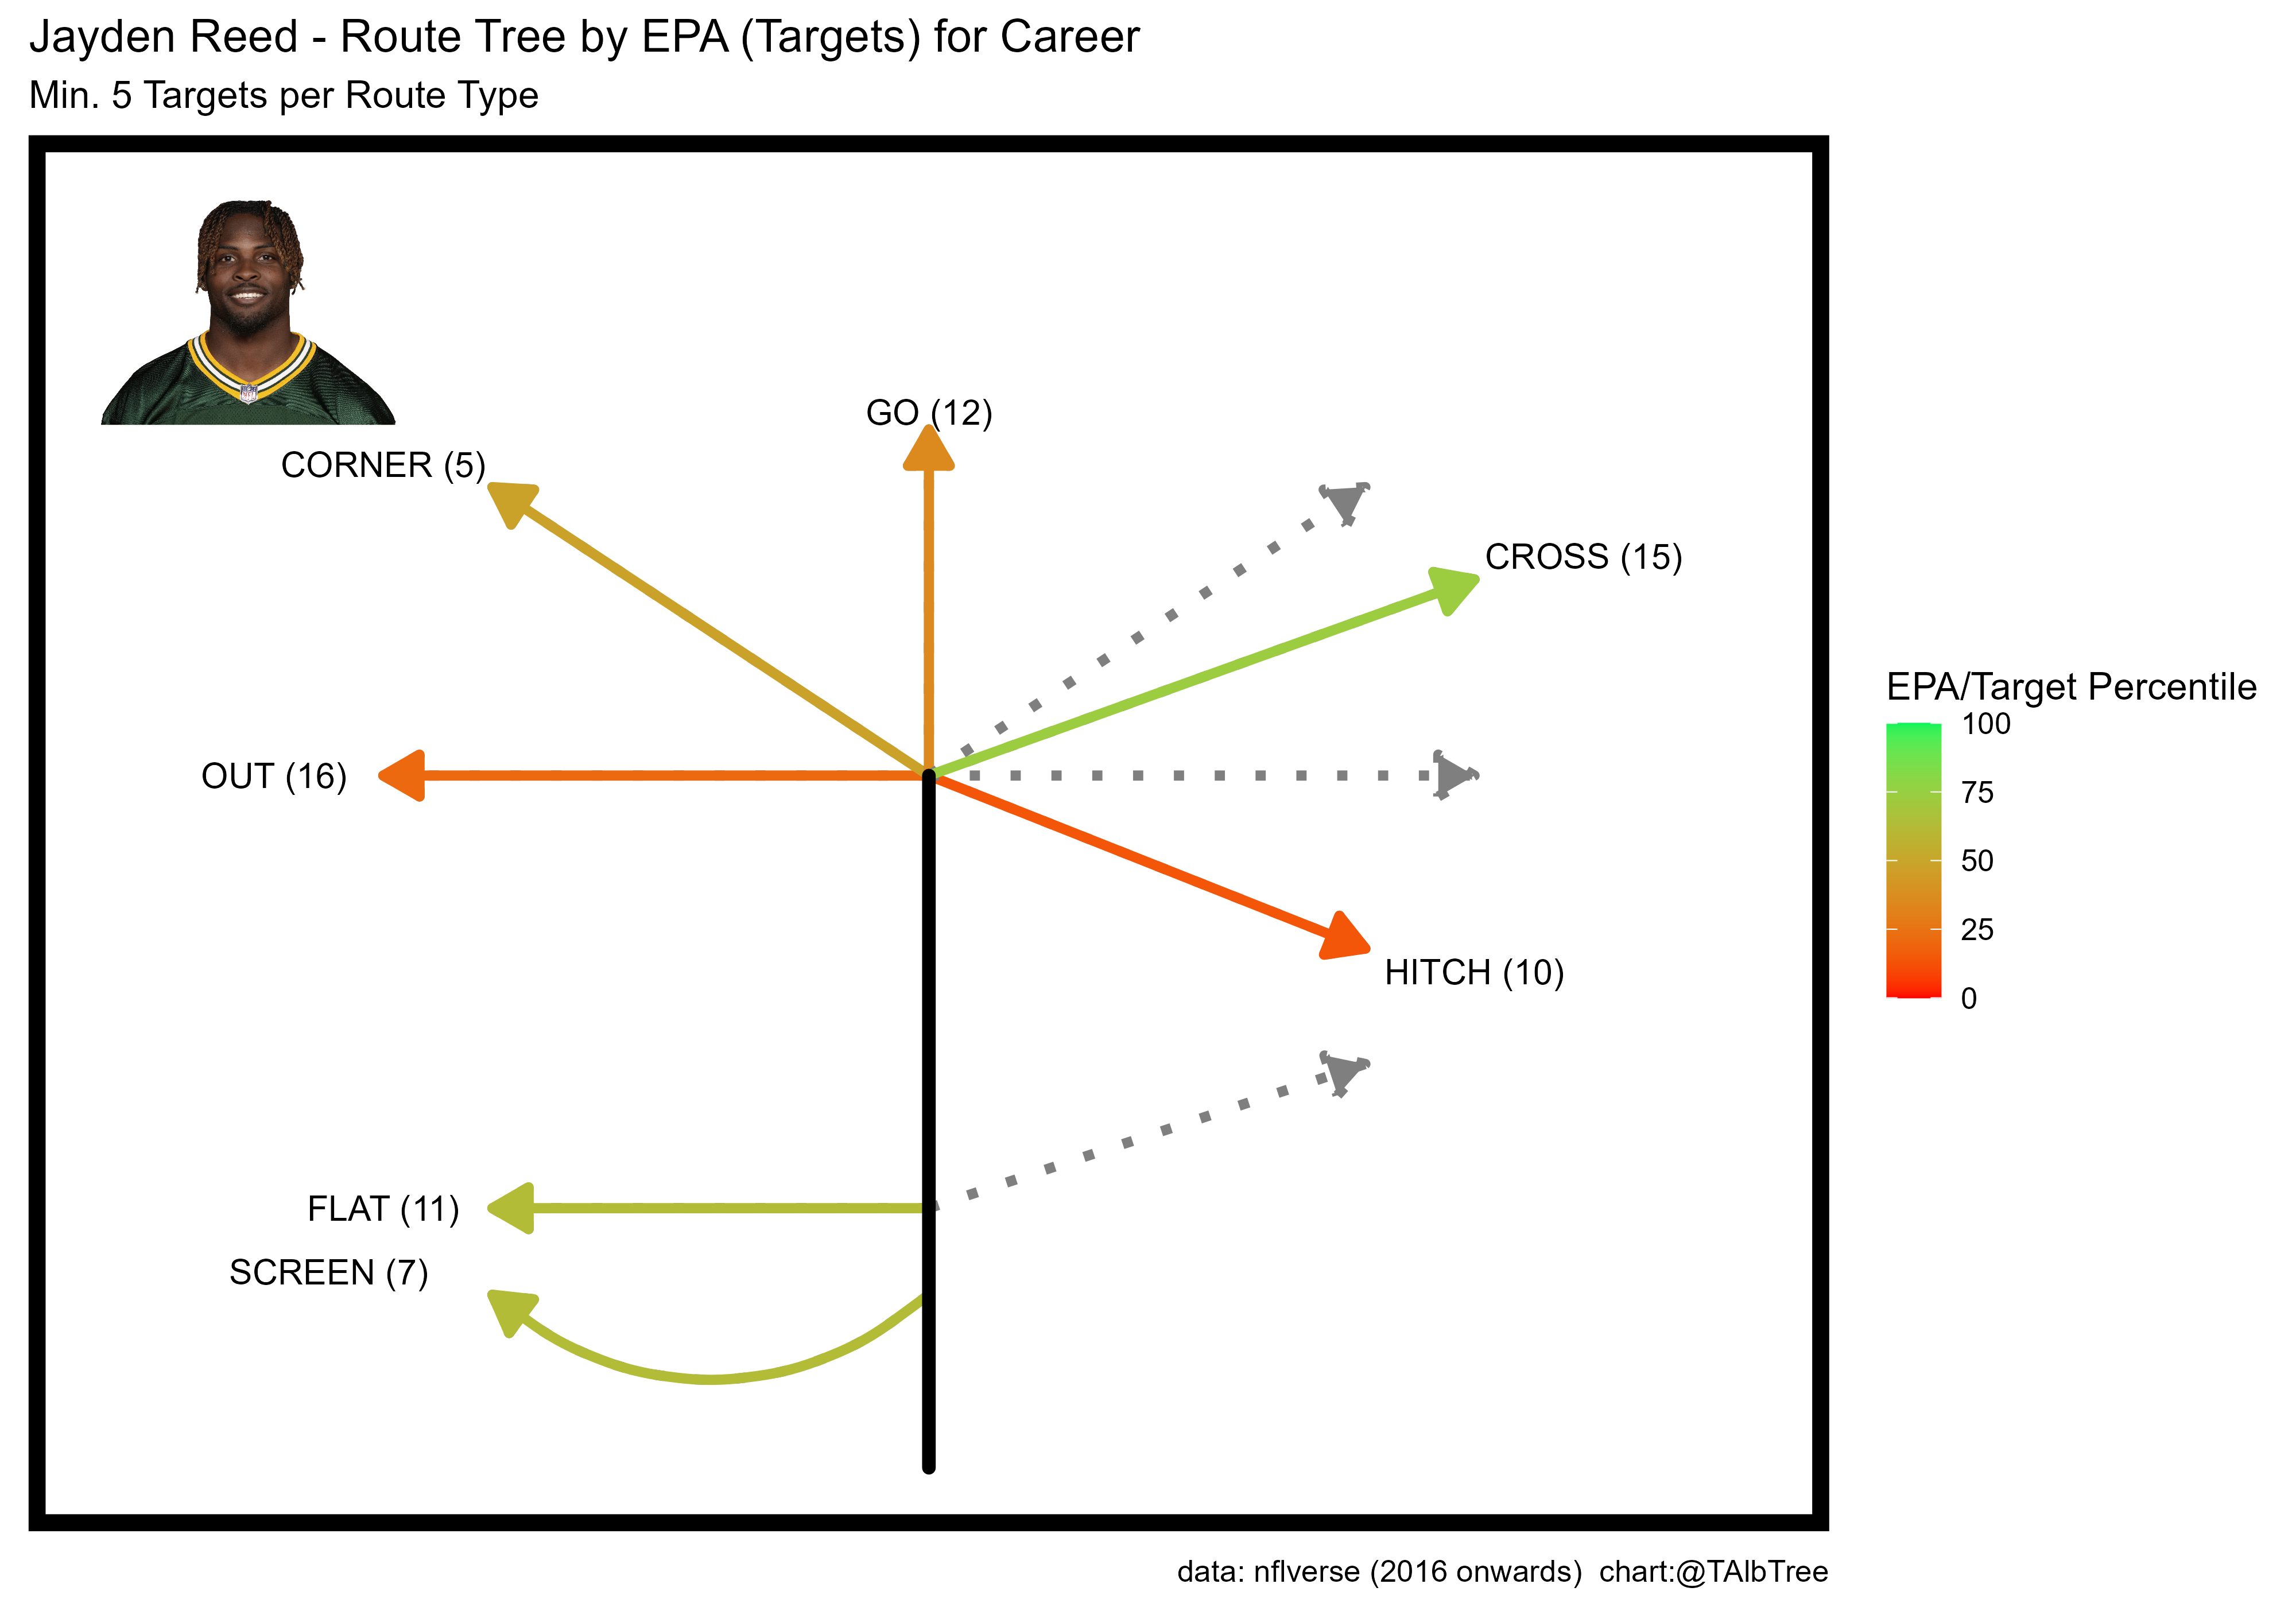 Jayden Reed - Route Tree by EPA (Targets) for Career
Min. 5 Targets per Route Type
GO (12)
CORNER (5)
CROSS (15)
OUT (16)
HITCH (10)
FLAT (11)
SCREEN (7)
EPA/Target Percentile
100
75
50
25
0
data: nflverse (2016 onwards)  chart:@TAlbTree